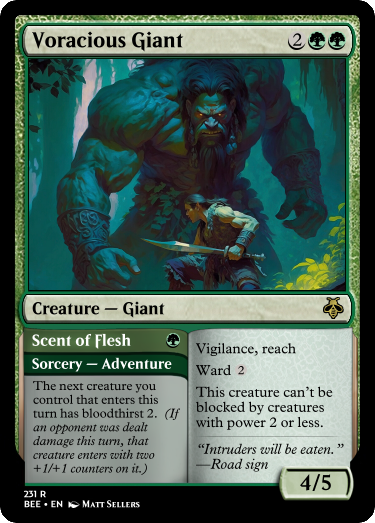 Voracious Giant 2
Creature — Giant
Scent of Flesh
Sorcery — Adventure
The next creature you
control that enters this
turn has bloodthirst 2. (If
an opponent was dealt
damage this turn, that
creature enters with two
+1/+1 counters on it.)
Vigilance, reach
Ward 2
This creature can't be
blocked by creatures
with power 2 or less.
"Intruders will be eaten."
—Road sign
4/5
231 R
BEE • EN Matt Sellers